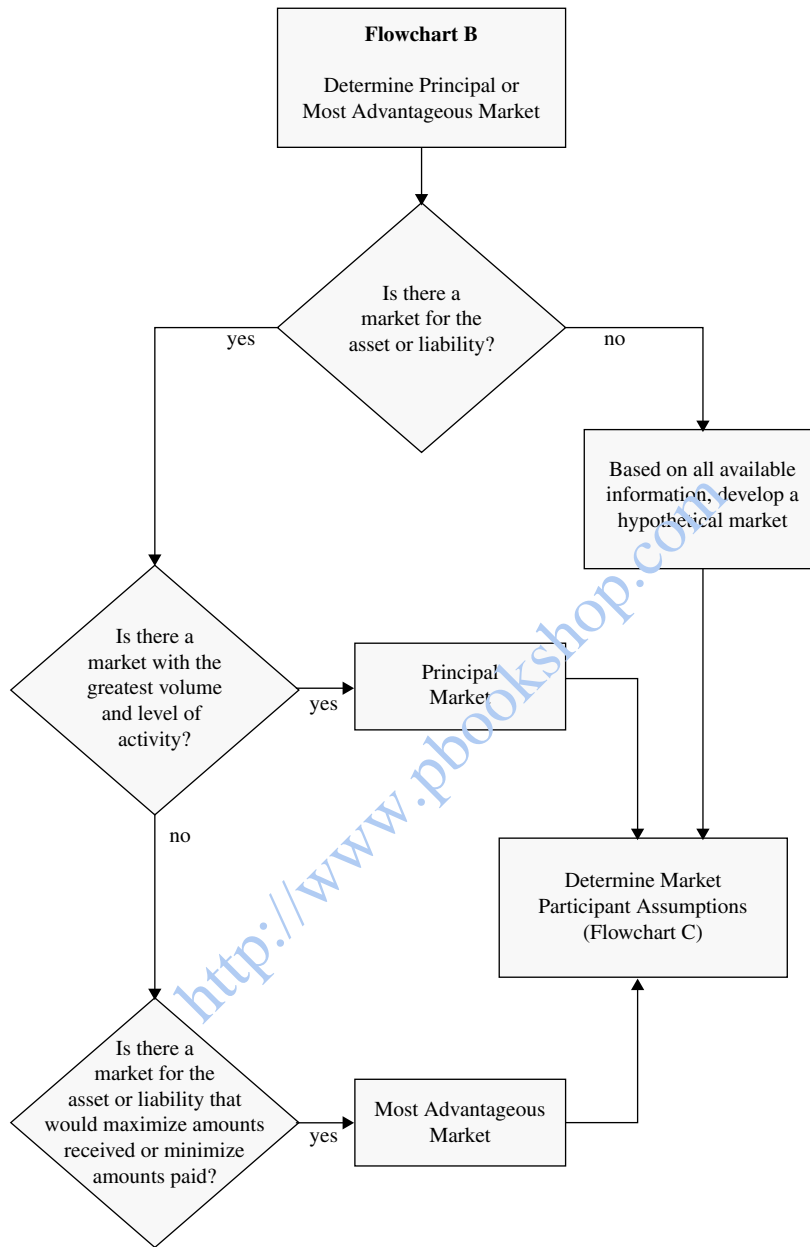 Flowchart B
Determine Principal or
Most Advantageous Market
Is there a
market for the
asset or liability?
yes
no
Based on all available
information, develop a
hypothetical market
Is there a
market with the
greatest volume
and level of
activity?
yes
Principal
Market
no
Determine Market
Participant Assumptions
(Flowchart C)
Is there a
market for the
asset or liability that
would maximize amounts
received or minimize
amounts paid?
yes
Most Advantageous
Market
http://www.pbookshop.com